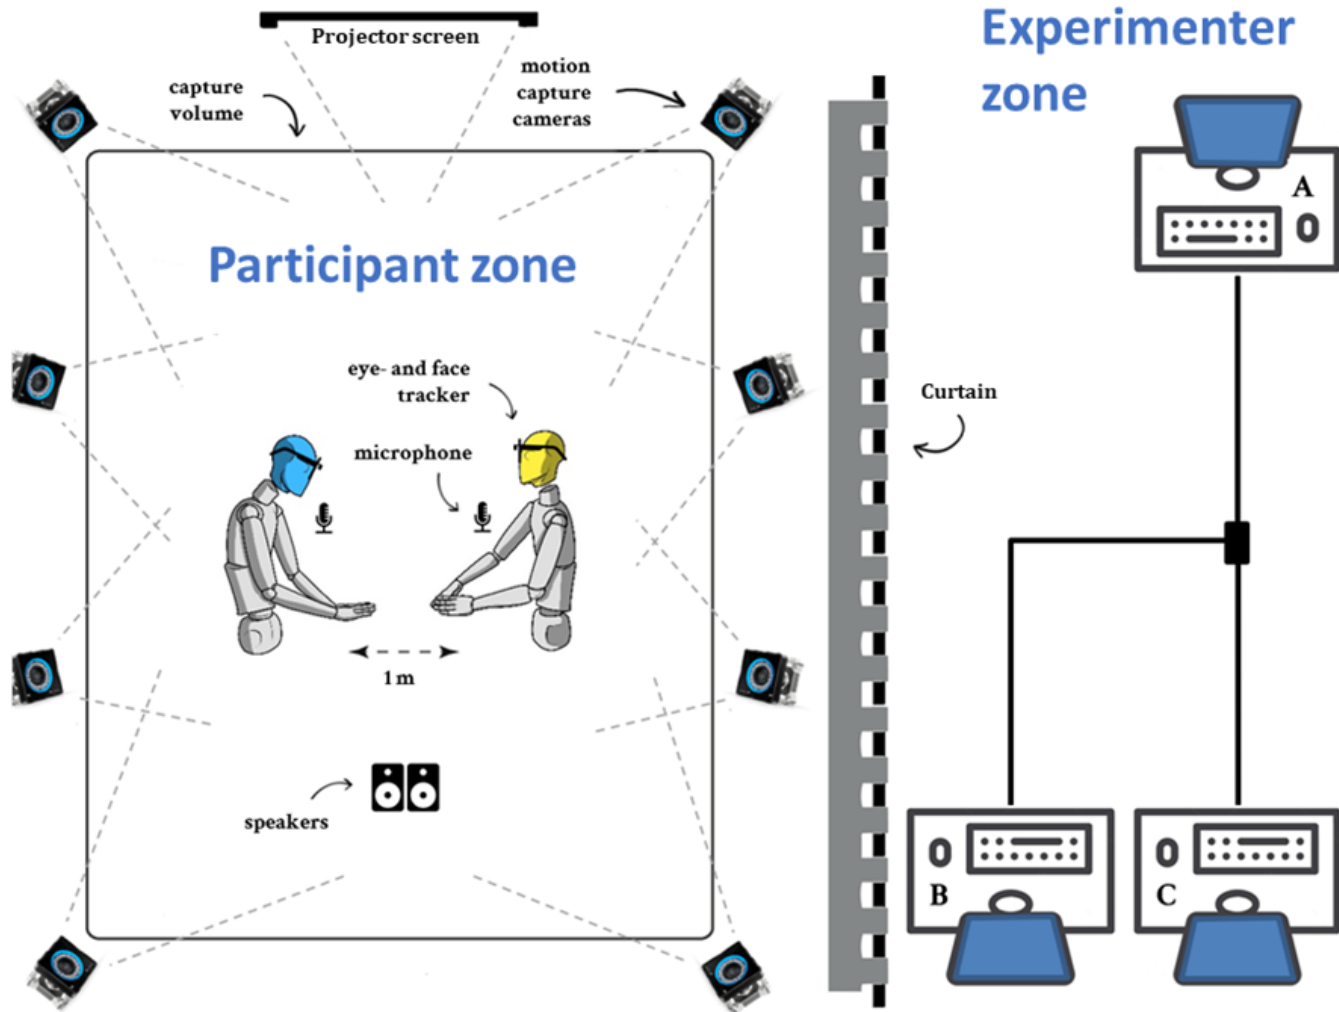 Projector screen
Experimenter
zone
capture
volume
motion
capture
cameras
A
Participant zone
eye- and face
tracker
microphone
Curtain
1 m
speakers
B
C